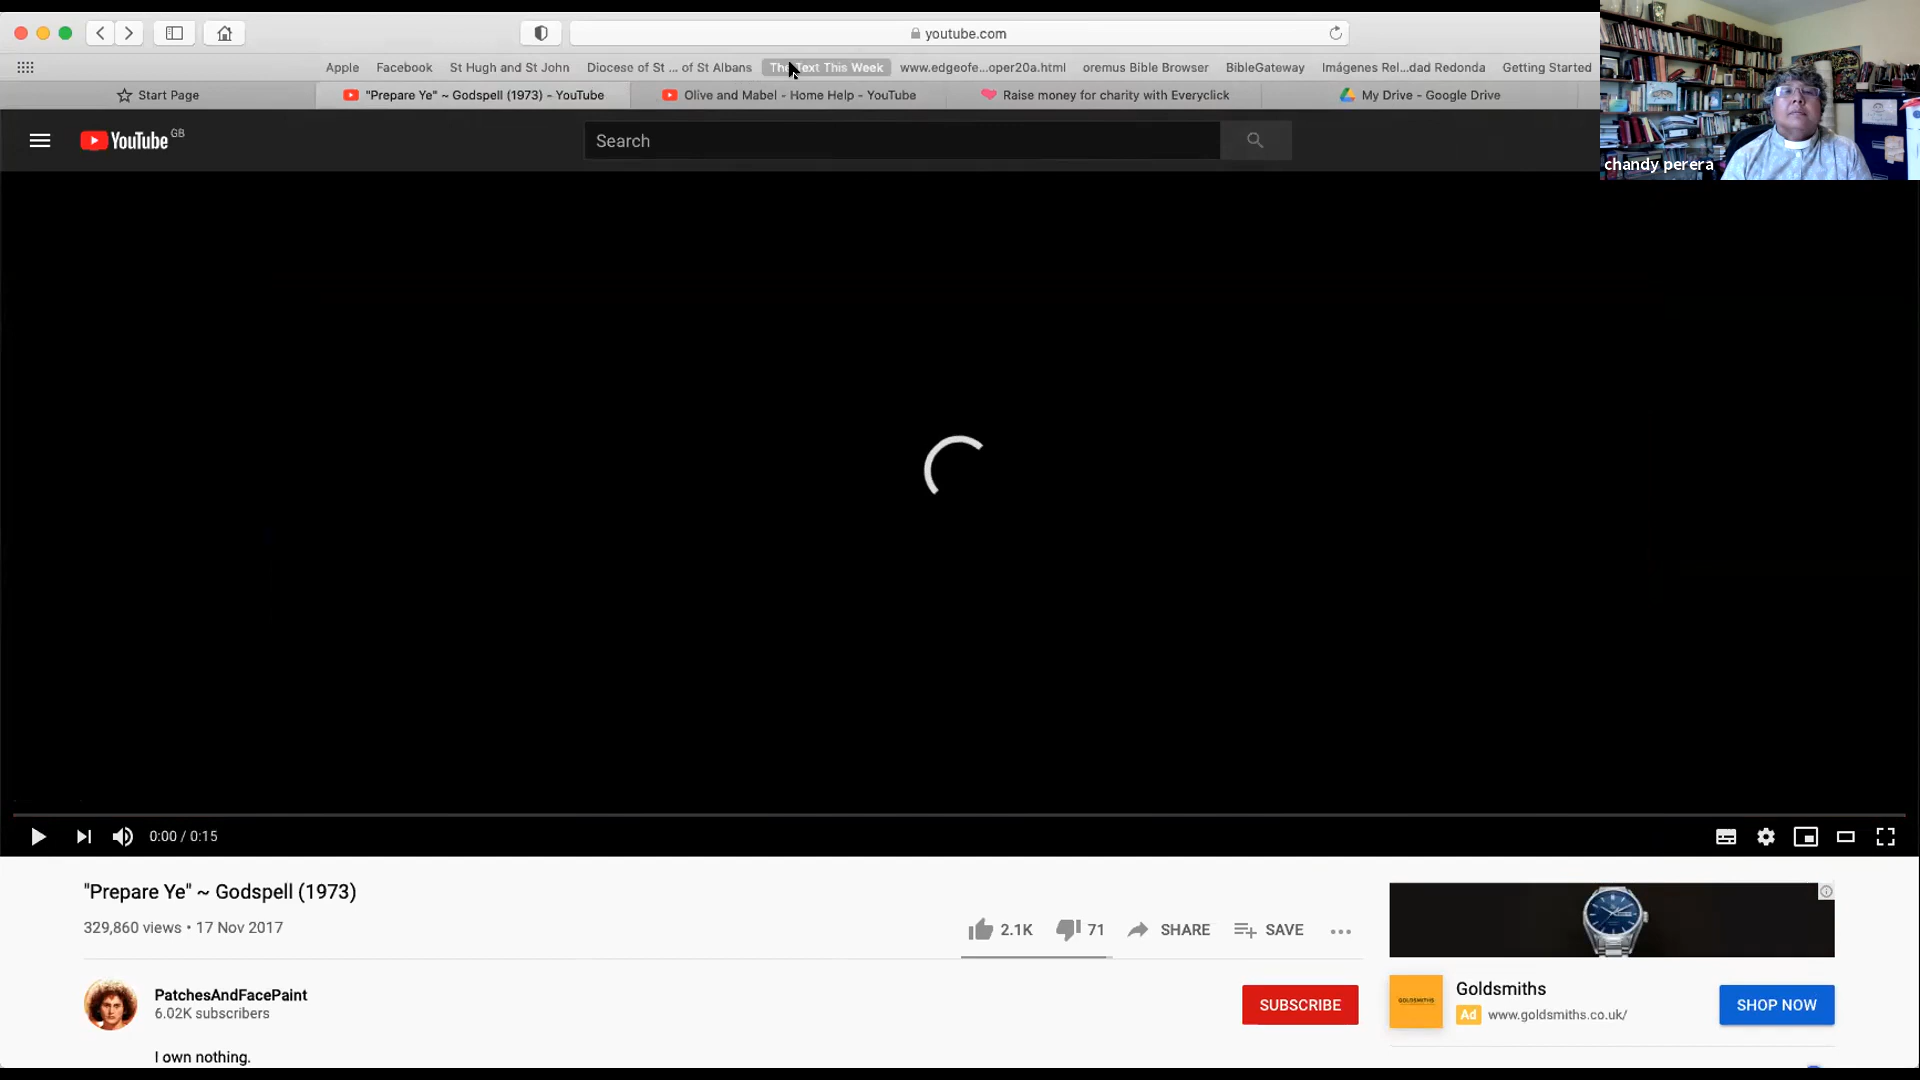 youtube.com
Apple Facebook St Hugh and St John Diocese of St ... of St Albans The Text This Week www.edgeofe...oper20a.html oremus Bible Browser BibleGateway Imágenes Rel...dad Redonda Getting Started
Start Page "Prepare Ye" ~ Godspell (1973) - YouTube Olive and Mabel - Home Help - YouTube Raise money for charity with Everyclick My Drive - Google Drive
YouTube GB
Search
chandy perera
0:00 / 0:15
"Prepare Ye" ~ Godspell (1973)
329,860 views • 17 Nov 2017
2.1K 71 SHARE SAVE
PatchesAndFacePaint
6.02K subscribers
SUBSCRIBE
I own nothing.
GOLDSMITHS
Goldsmiths
Ad www.goldsmiths.co.uk/
SHOP NOW